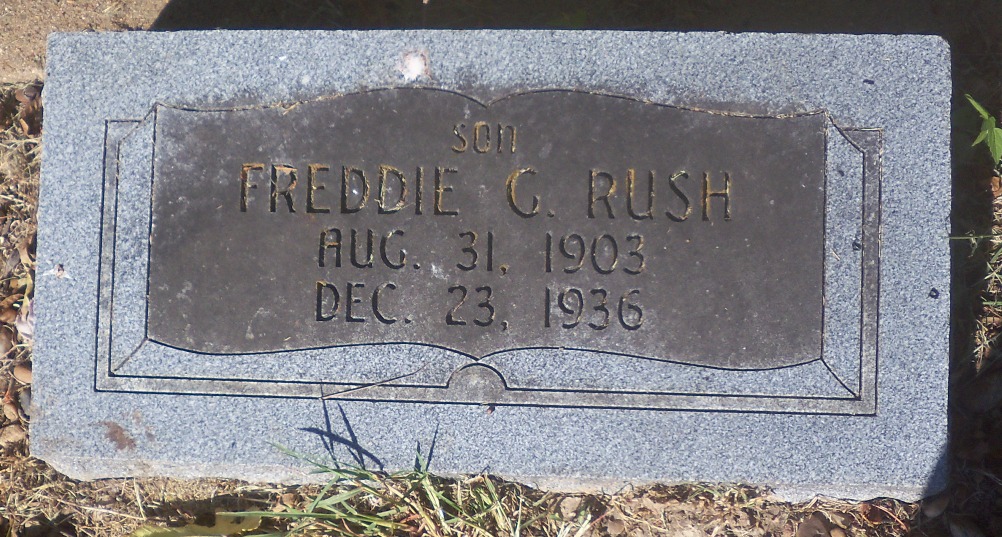 Son
FREDDIE G. RUSH
AUG. 31, 1903
DEC. 23, 1936